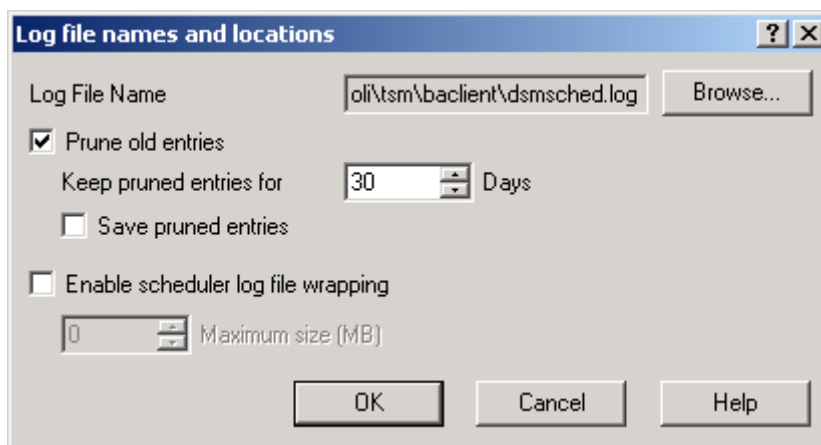 Log file names and locations
Log File Name oli\tsm\baclient\dsmsched.log Browse...
Prune old entries
Keep pruned entries for 30 Days
Save pruned entries
Enable scheduler log file wrapping
0 Maximum size (MB)
OK Cancel Help